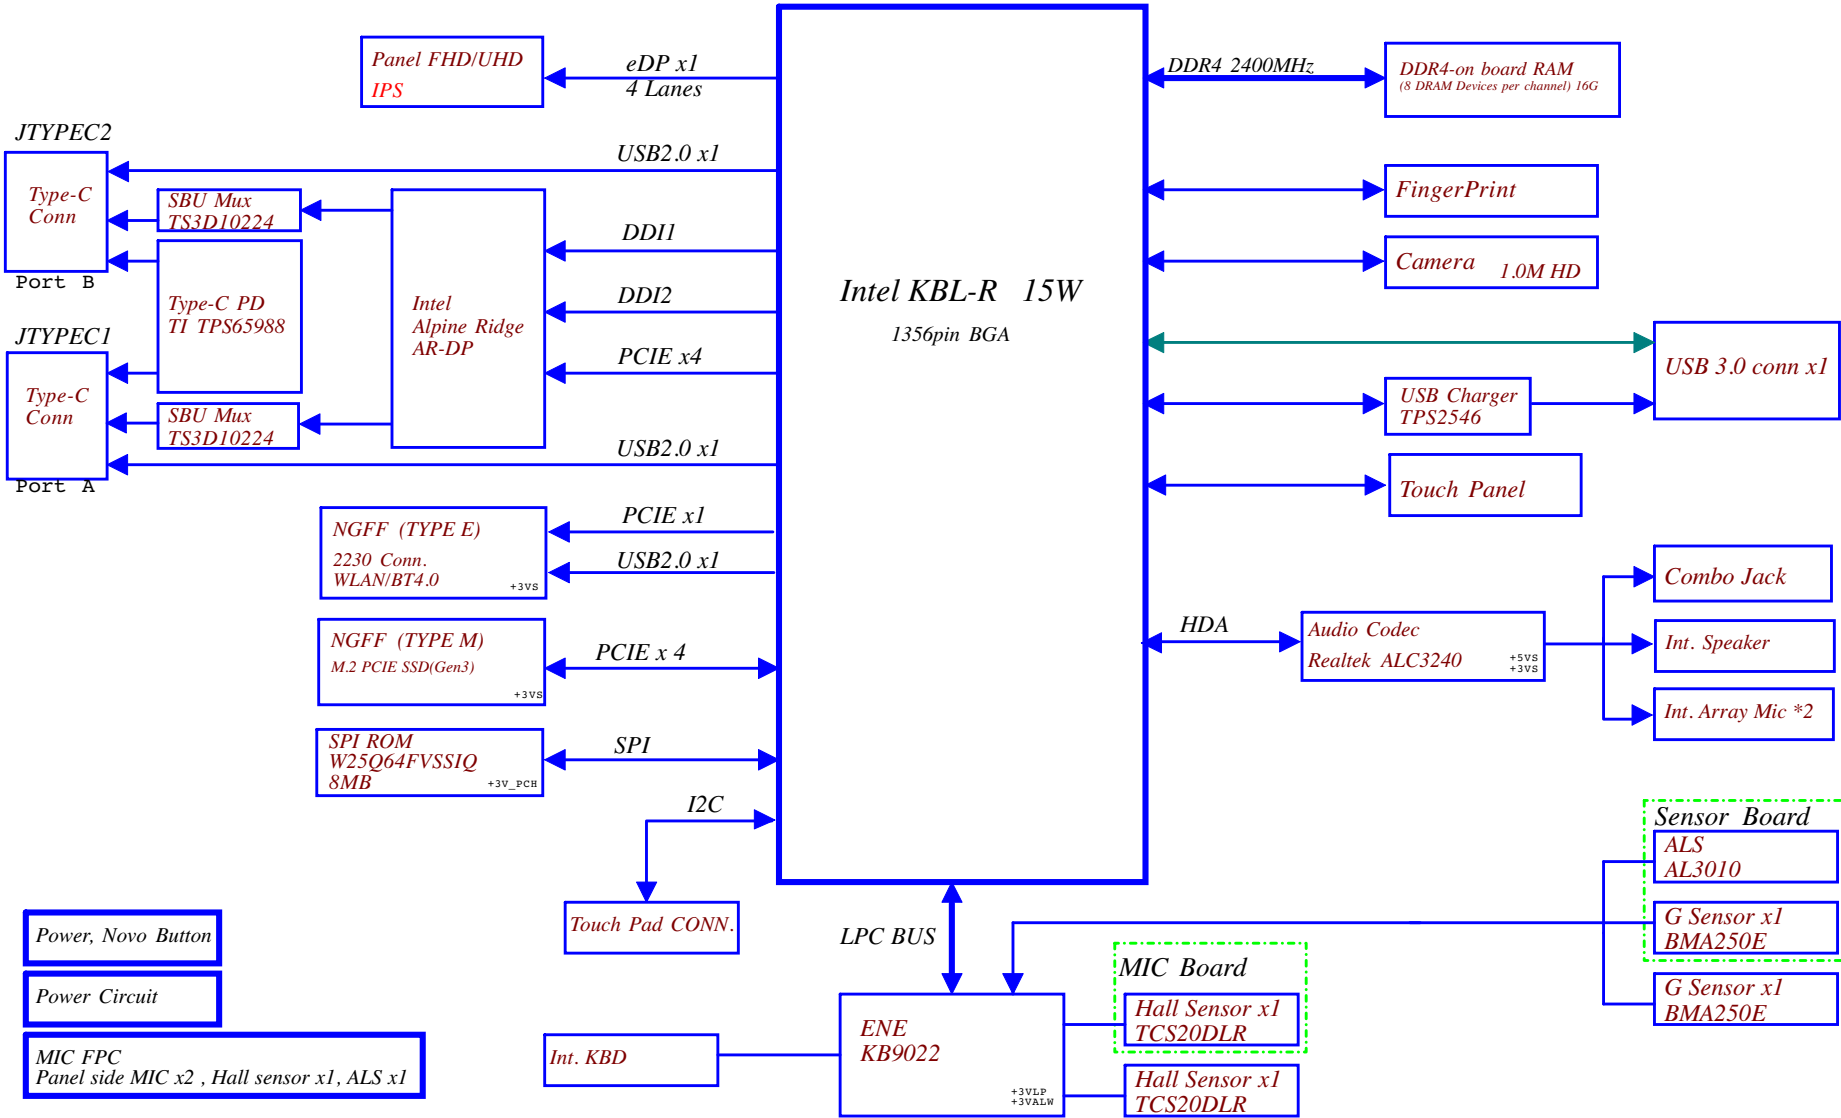 Panel FHD/UHD
IPS
eDP x1
4 Lanes
JTYPEC2
Type-C
Conn
Port B
USB2.0 x1
SBU Mux
TS3D10224
Type-C PD
TI TPS65988
JTYPEC1
Type-C
Conn
Port A
SBU Mux
TS3D10224
Intel
Alpine Ridge
AR-DP
DDI1
DDI2
PCIE x4
USB2.0 x1
NGFF (TYPE E)
2230 Conn.
WLAN/BT4.0
+3VS
PCIE x1
USB2.0 x1
NGFF (TYPE M)
M.2 PCIE SSD(Gen3)
+3VS
PCIE x 4
SPI ROM
W25Q64FVSSIQ
8MB
+3V_PCH
SPI
I2C
Touch Pad CONN.
Intel KBL-R 15W
1356pin BGA
DDR4 2400MHz
DDR4-on board RAM
(8 DRAM Devices per channel) 16G
FingerPrint
Camera 1.0M HD
USB 3.0 conn x1
USB Charger
TPS2546
Touch Panel
HDA
Audio Codec
Realtek ALC3240
+5VS
+3VS
Combo Jack
Int. Speaker
Int. Array Mic *2
Sensor Board
ALS
AL3010
G Sensor x1
BMA250E
G Sensor x1
BMA250E
LPC BUS
MIC Board
Hall Sensor x1
TCS20DLR
Hall Sensor x1
TCS20DLR
ENE
KB9022
+3VLP
+3VALW
Int. KBD
Power, Novo Button
Power Circuit
MIC FPC
Panel side MIC x2 , Hall sensor x1, ALS x1